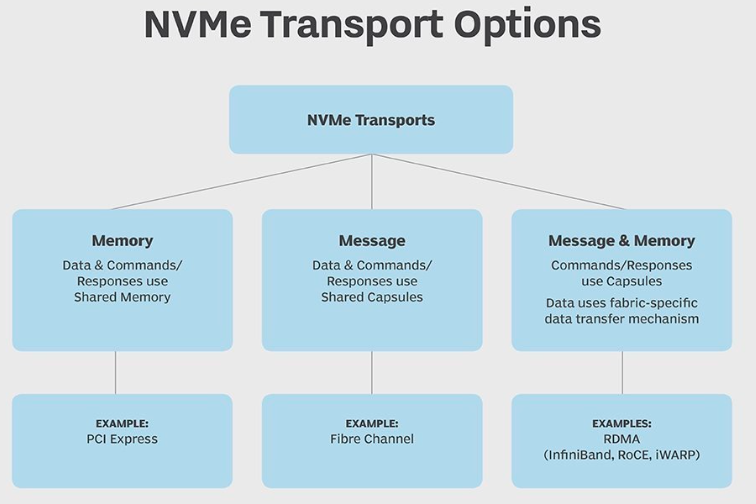 NVMe Transport Options
NVMe Transports
Memory
Data & Commands/
Responses use
Shared Memory
Message
Data & Commands/
Responses use
Shared Capsules
Message & Memory
Commands/Responses
use Capsules
Data uses fabric-specific
data transfer mechanism
EXAMPLE:
PCI Express
EXAMPLE:
Fibre Channel
EXAMPLES:
RDMA
(InfiniBand, RoCE, iWARP)